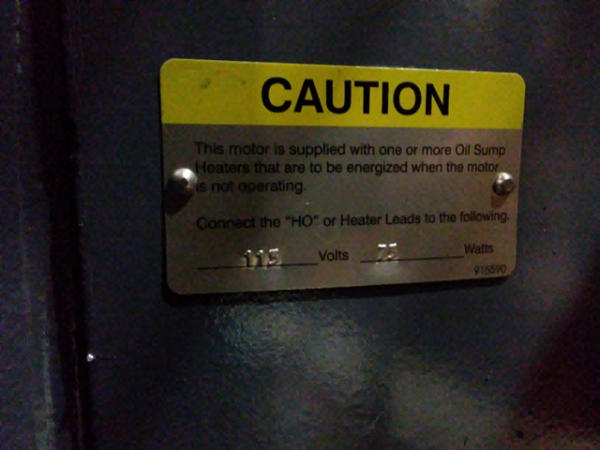 CAUTION
This motor is supplied with one or more Oil Sump
Heaters that are to be energized when the motor
is not operating.
Connect the "HO" or Heater Leads to the following.
115 Volts 75 Watts
915590